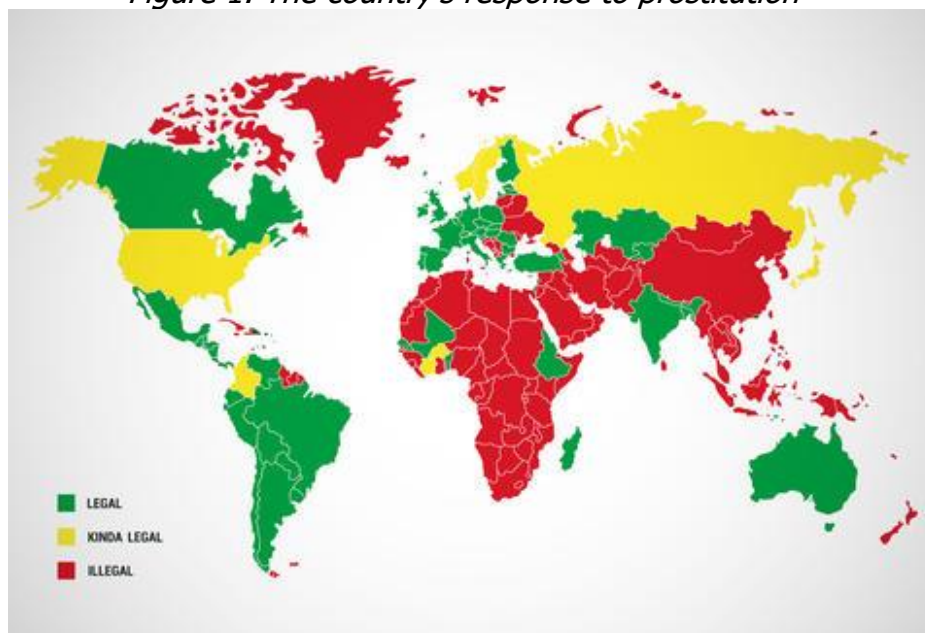 Figure 1. The country's response to prostitution
LEGAL
KINDA LEGAL
ILLEGAL